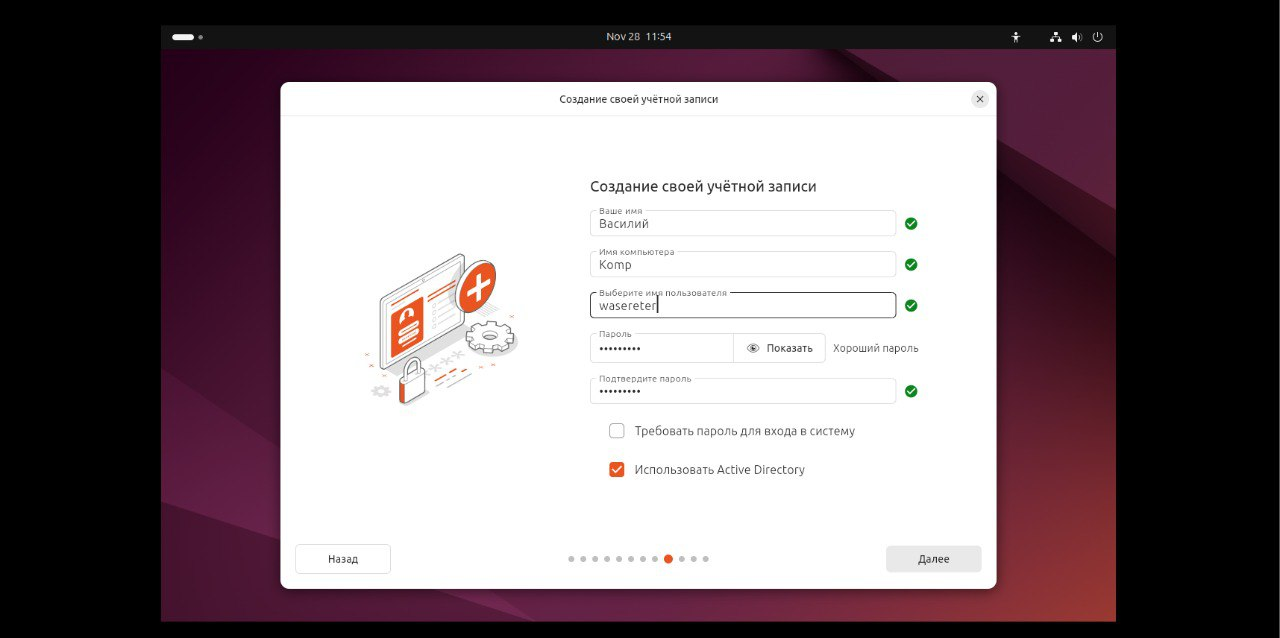 Nov 28 11:54
Создание своей учётной записи
Создание своей учётной записи
Ваше имя
Василий
Имя компьютера
Komp
Выберите имя пользователя
wasereter
Пароль
•••••••••
Показать
Хороший пароль
Подтвердите пароль
•••••••••
Требовать пароль для входа в систему
Использовать Active Directory
Назад
Далее